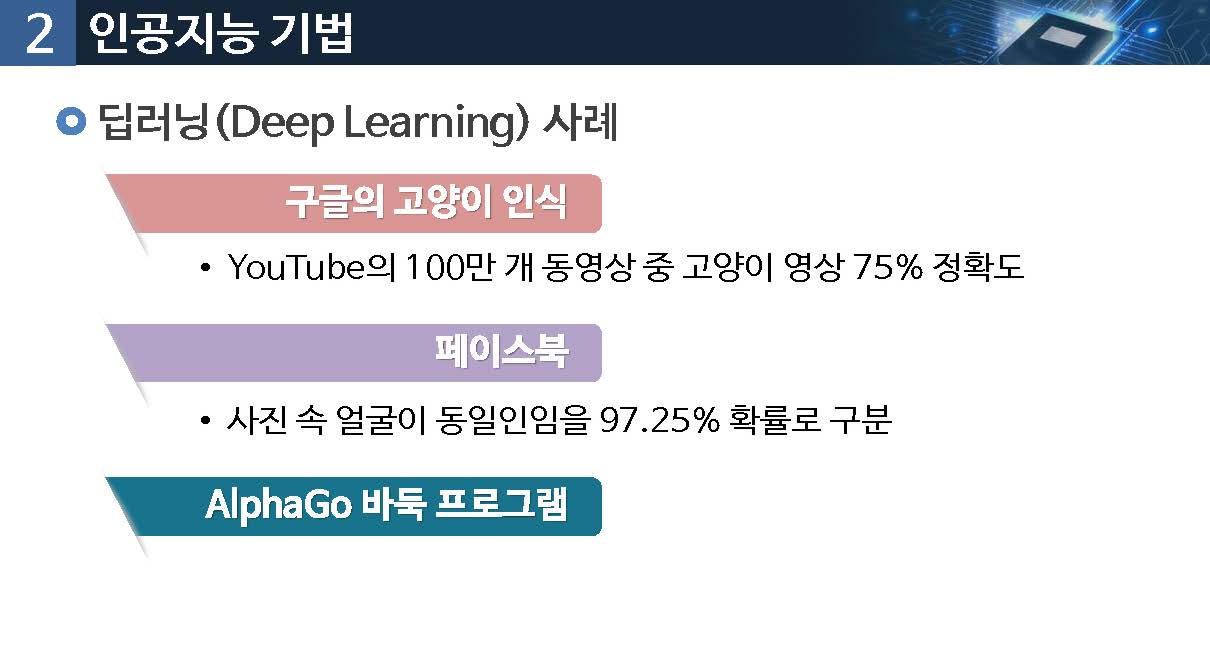 2 인공지능 기법
딥러닝(Deep Learning) 사례
구글의 고양이 인식
• YouTube의 100만 개 동영상 중 고양이 영상 75% 정확도
페이스북
• 사진 속 얼굴이 동일인임을 97.25% 확률로 구분
AlphaGo 바둑 프로그램